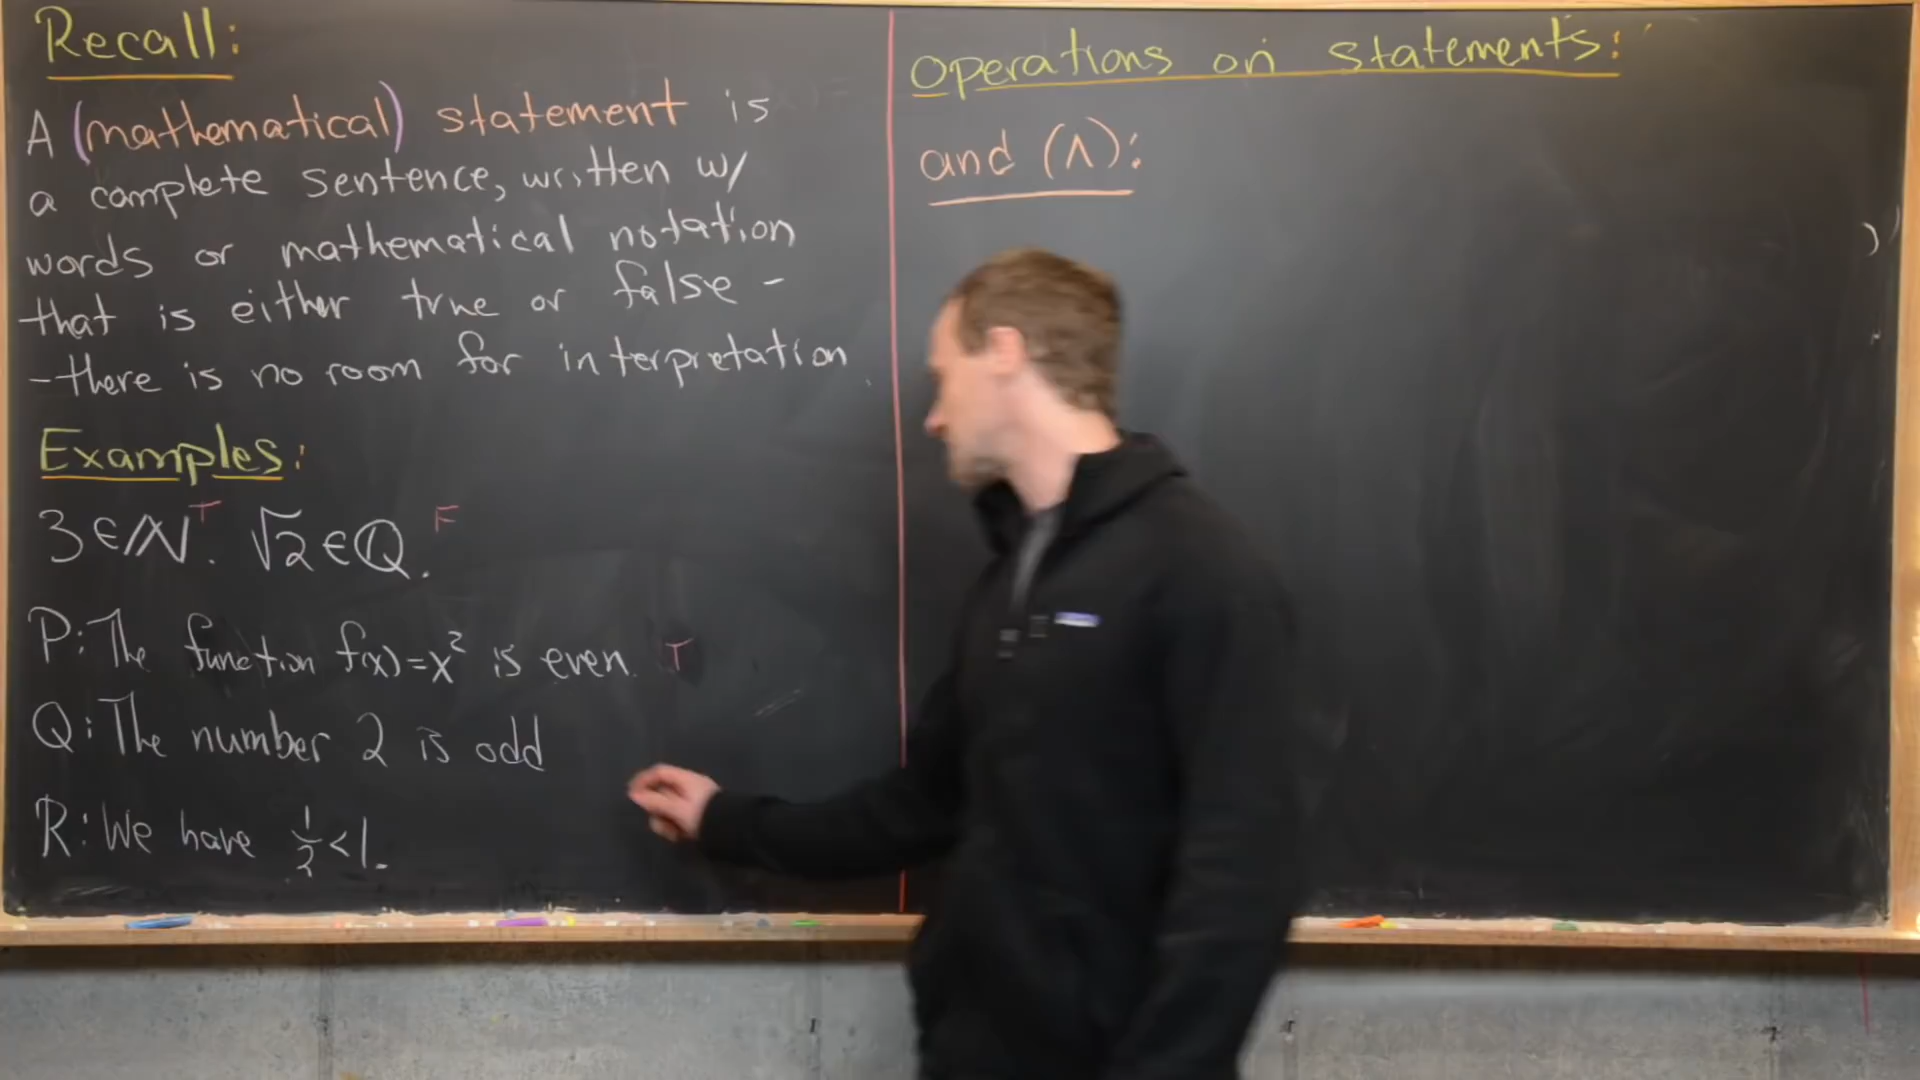 Recall:
A (mathematical) statement is
a complete sentence, written w/
words or mathematical notation
that is either true or false -
- there is no room for interpretation.
Examples:
3 ∈ ℕ. T √2 ∈ ℚ. F
P: The function f(x)=x² is even. T
Q: The number 2 is odd
R: We have 1/2 < 1.
Operations on statements:
and (∧):